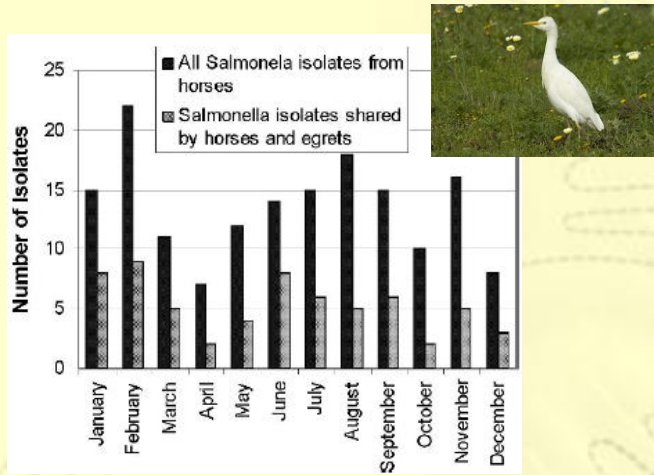 All Salmonela isolates from
horses
Salmonella isolates shared
by horses and egrets
Number of Isolates
25
20
15
10
5
0
January
February
March
April
May
June
July
August
September
October
November
December